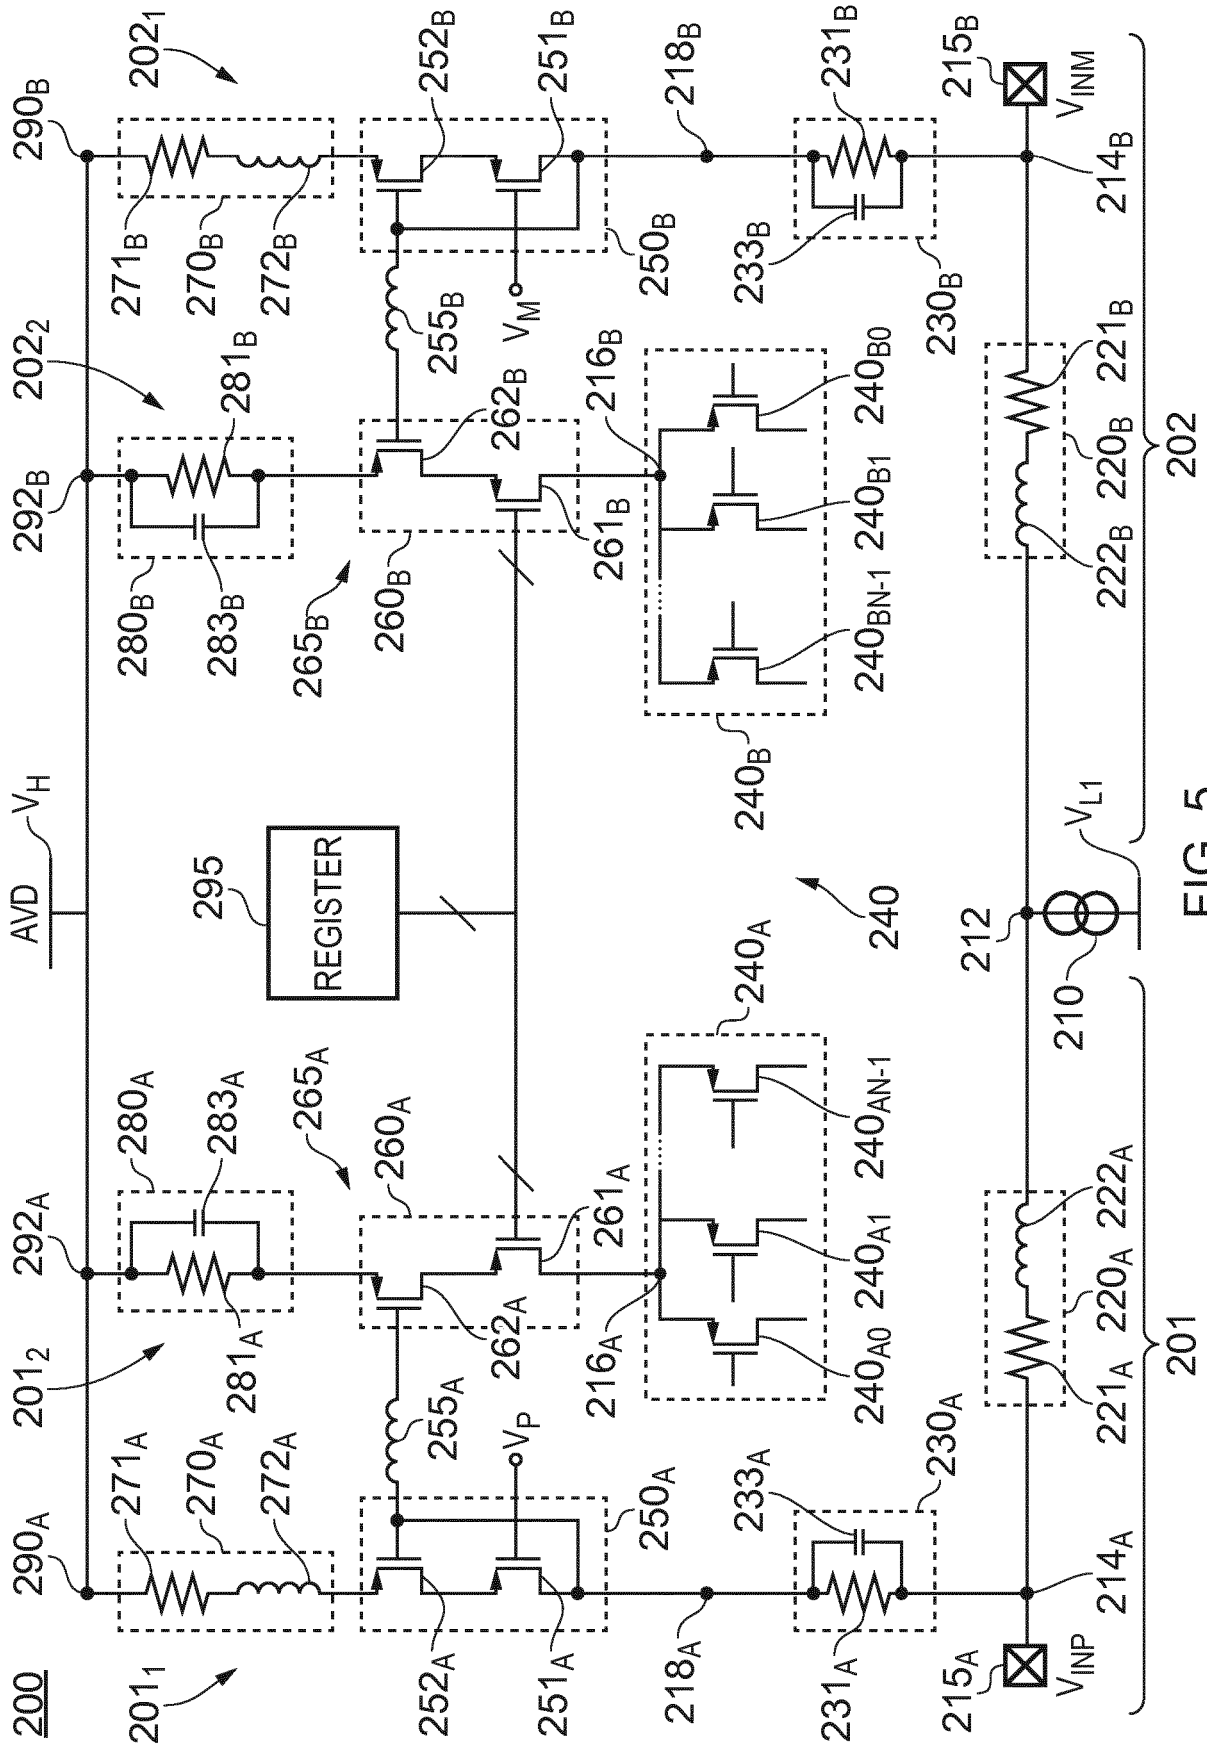 200
AVD
V_H
290_A
292_A
292_B
290_B
201_1
271_A
270_A
272_A
201_2
281_A
280_A
283_A
265_A
260_A
295
REGISTER
280_B
283_B
265_B
260_B
281_B
202_2
271_B
270_B
272_B
202_1
252_A
251_A
250_A
255_A
V_P
262_A
261_A
216_A
261_B
262_B
216_B
255_B
V_M
250_B
252_B
251_B
218_A
218_B
240_A0
240_A1
240_AN-1
240_A
240
240_B
240_BN-1
240_B1
240_B0
231_A
233_A
230_A
233_B
230_B
231_B
215_A
V_INP
214_A
221_A
220_A
222_A
212
210
V_L1
222_B
220_B
221_B
214_B
215_B
V_INM
201
202
FIG. 5